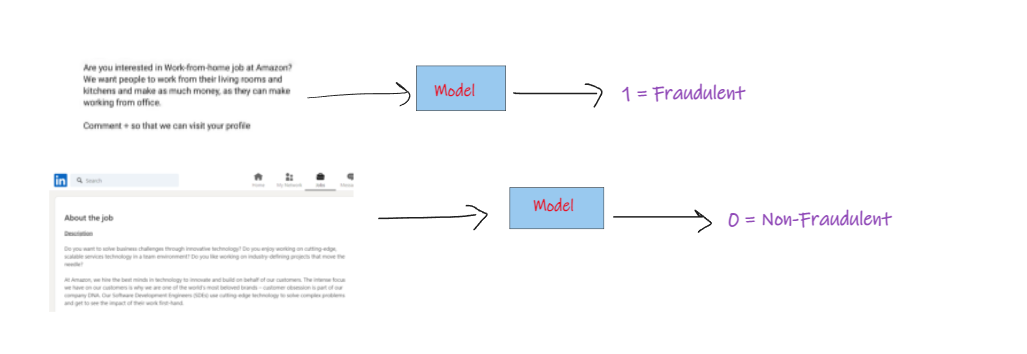 Are you interested in Work-from-home job at Amazon?
We want people to work from their living rooms and
kitchens and make as much money, as they can make
working from office.
Comment + so that we can visit your profile
Model
1 = Fraudulent
in
Search
Home
My Network
Jobs
About the job
Description
Do you want to solve business challenges through innovative technology? Do you enjoy working on cutting-edge,
scalable services technology in a team environment? Do you like working on industry-defining projects that move the
needle?
At Amazon, we hire the best minds in technology to innovate and build on behalf of our customers. The intense focus
we have on our customers is why we are one of the world's most beloved brands – customer obsession is part of our
company DNA. Our Software Development Engineers (SDEs) use cutting-edge technology to solve complex problems
and get to see the impact of their work first-hand.
Model
0 = Non-Fraudulent